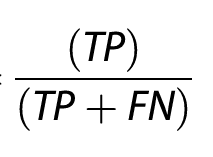 (TP)
(TP + FN)